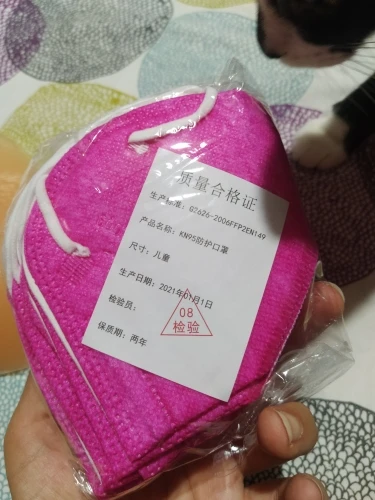 质量合格证
生产标准: GZ626-2006FFP2EN149
产品名称: KN95防护口罩
尺寸: 儿童
生产日期: 2021年01月1日
检验员:
08
检验
保质期: 两年